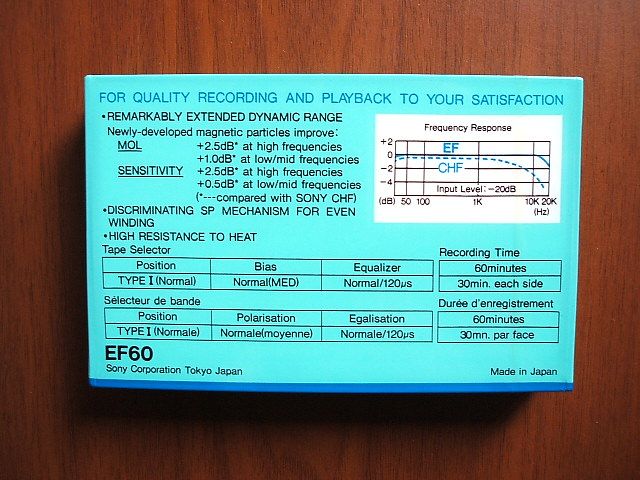 FOR QUALITY RECORDING AND PLAYBACK TO YOUR SATISFACTION
•REMARKABLY EXTENDED DYNAMIC RANGE
Newly-developed magnetic particles improve:
MOL +2.5dB* at high frequencies
+1.0dB* at low/mid frequencies
SENSITIVITY +2.5dB* at high frequencies
+0.5dB* at low/mid frequencies
(*---compared with SONY CHF)
•DISCRIMINATING SP MECHANISM FOR EVEN
WINDING
•HIGH RESISTANCE TO HEAT
Frequency Response
+2
0
-2
-4
EF
CHF
Input Level: -20dB
(dB) 50 100 1K 10K 20K
(Hz)
Tape Selector
Position Bias Equalizer
TYPE I (Normal) Normal(MED) Normal/120μs
Recording Time
60minutes
30min. each side
Sélecteur de bande
Position Polarisation Egalisation
TYPE I (Normale) Normale(moyenne) Normale/120μs
Durée d'enregistrement
60minutes
30mn. par face
EF60
Sony Corporation Tokyo Japan
Made in Japan